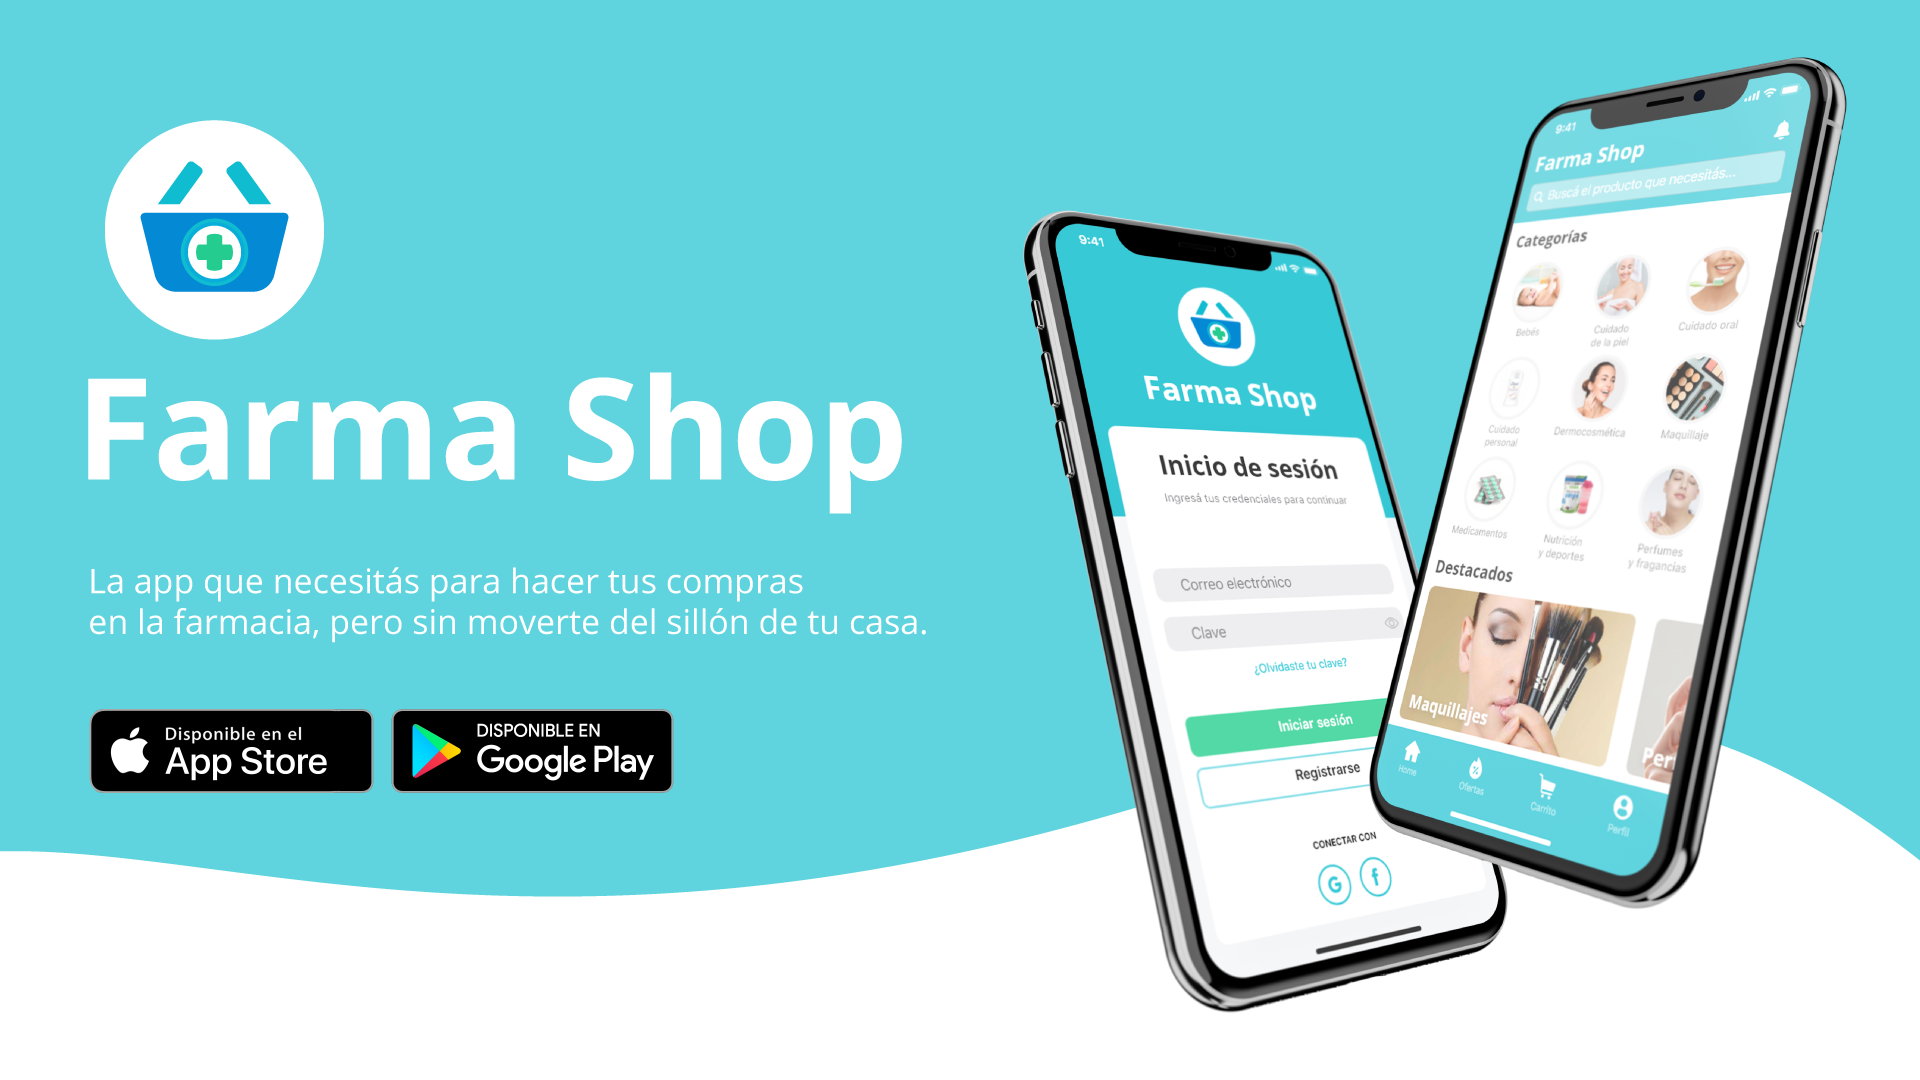 Farma Shop
La app que necesitás para hacer tus compras
en la farmacia, pero sin moverte del sillón de tu casa.
Disponible en el
App Store
DISPONIBLE EN
Google Play
9:41
Farma Shop
Inicio de sesión
Ingresá tus credenciales para continuar
Correo electrónico
Clave
¿Olvidaste tu clave?
Iniciar sesión
Registrarse
CONECTAR CON
G
f
9:41
Farma Shop
Buscá el producto que necesitás...
Categorías
Bebés
Cuidado
de la piel
Cuidado oral
Cuidado
personal
Dermocosmética
Maquillaje
Medicamentos
Nutrición
y deportes
Perfumes
y fragancias
Destacados
Maquillajes
Per
Home
Ofertas
Carrito
Perfil